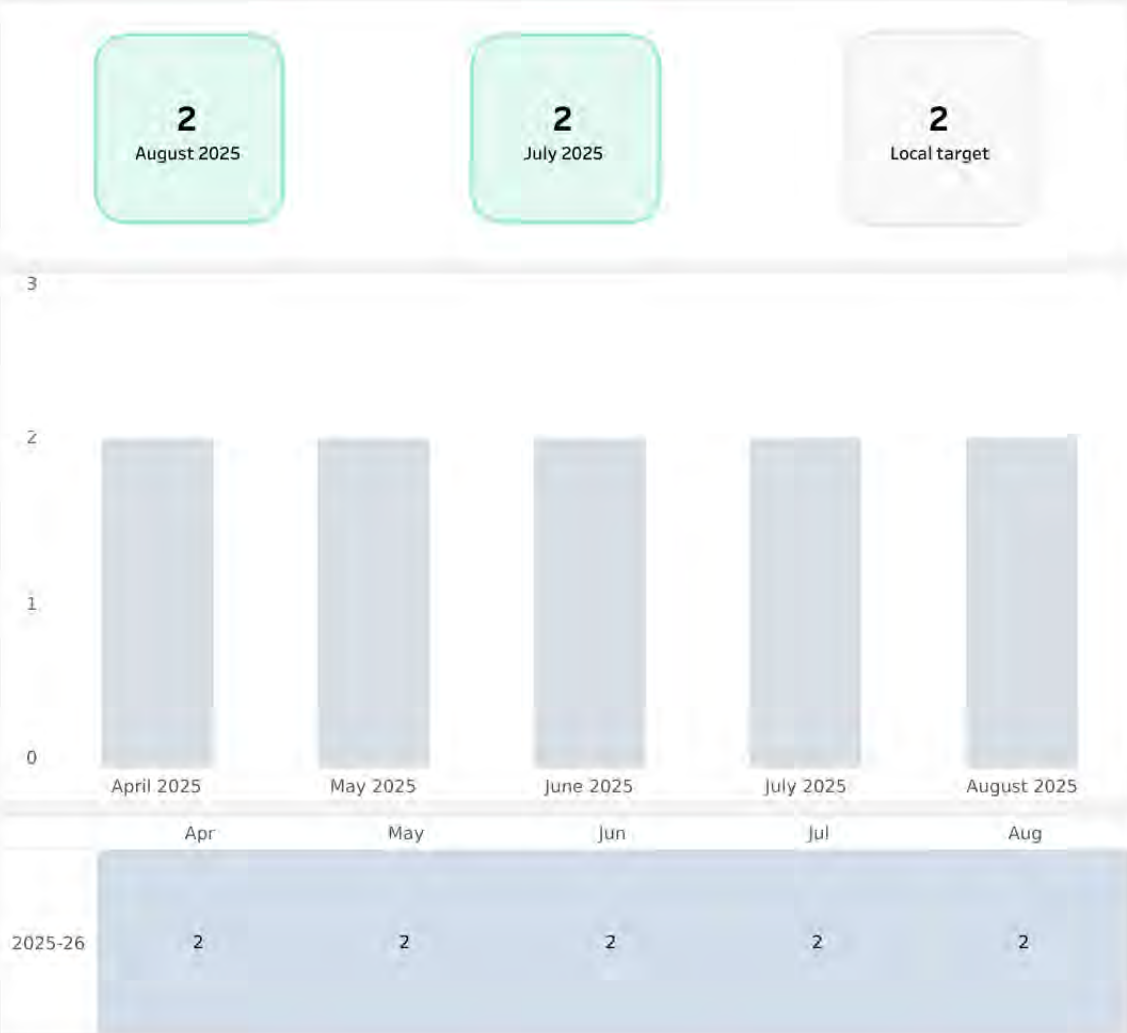 2 2 2
August 2025 July 2025 Local target
3
2
1
0
April 2025 May 2025 June 2025 July 2025 August 2025
Apr May Jun Jul Aug
2025-26 2 2 2 2 2